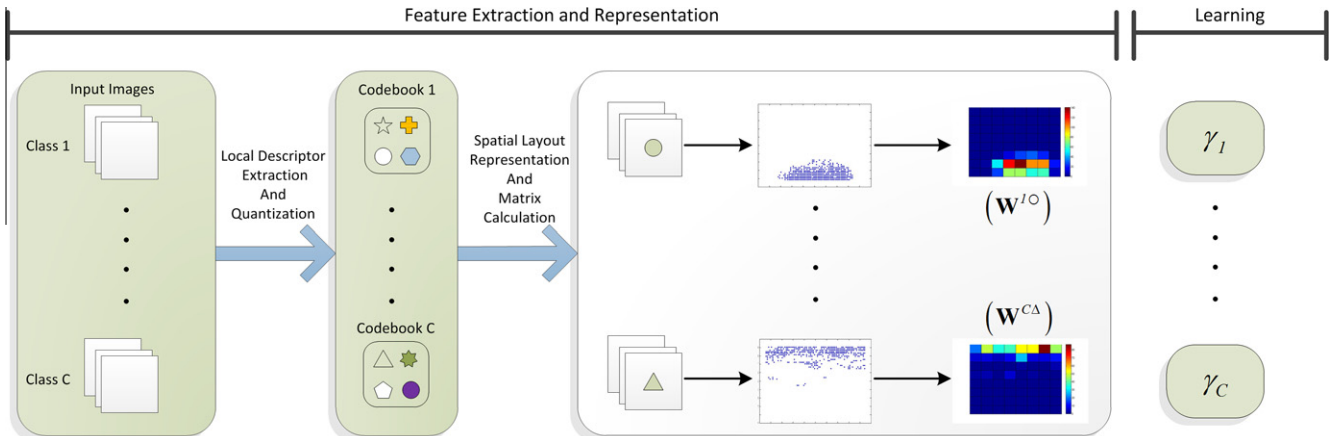 Feature Extraction and Representation
Learning
Input Images
Class 1
Class C
Local Descriptor
Extraction
And
Quantization
Codebook 1
Codebook C
Spatial Layout
Representation
And
Matrix
Calculation
(W^{1○})
(W^{CΔ})
γ_1
γ_C